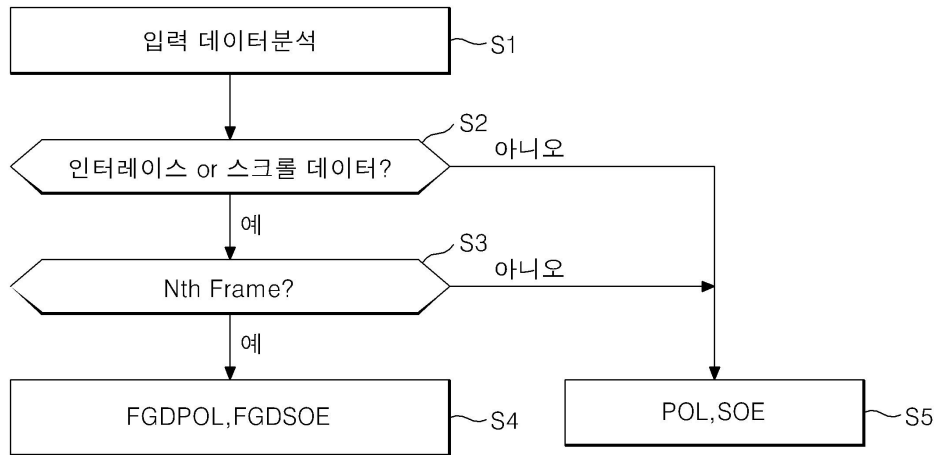 입력 데이터분석
S1
S2
인터레이스 or 스크롤 데이터?
아니오
예
S3
Nth Frame?
아니오
예
FGDPOL,FGDSOE
S4
POL,SOE
S5